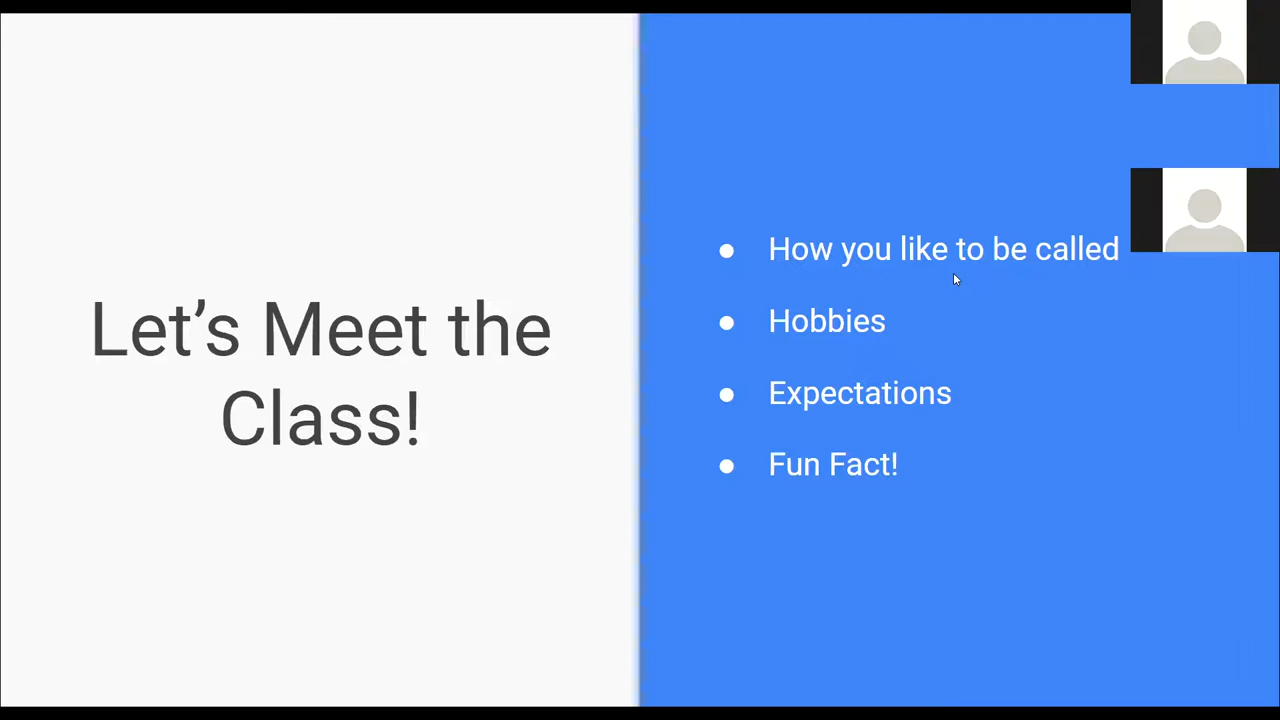 Let’s Meet the
Class!
● How you like to be called
● Hobbies
● Expectations
● Fun Fact!